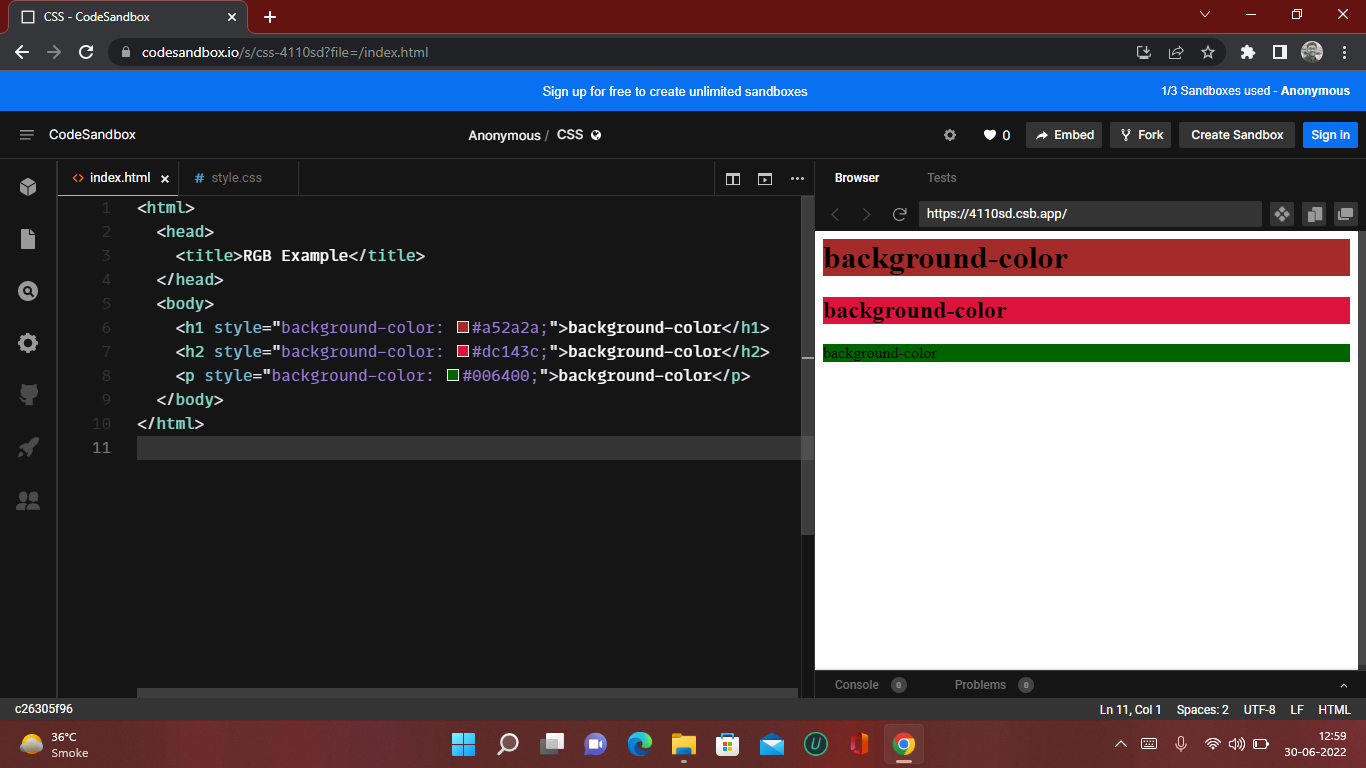 CSS - CodeSandbox
codesandbox.io/s/css-4110sd?file=/index.html
Sign up for free to create unlimited sandboxes
1/3 Sandboxes used - Anonymous
CodeSandbox
Anonymous / CSS
0
Embed
Fork
Create Sandbox
Sign in
index.html
# style.css
Browser
Tests
https://4110sd.csb.app/
1 <html>
2 <head>
3 <title>RGB Example</title>
4 </head>
5 <body>
6 <h1 style="background-color: #a52a2a;">background-color</h1>
7 <h2 style="background-color: #dc143c;">background-color</h2>
8 <p style="background-color: #006400;">background-color</p>
9 </body>
10 </html>
11
background-color
background-color
background-color
Console 0
Problems 0
c26305f96
Ln 11, Col 1 Spaces: 2 UTF-8 LF HTML
36°C
Smoke
12:59
30-06-2022